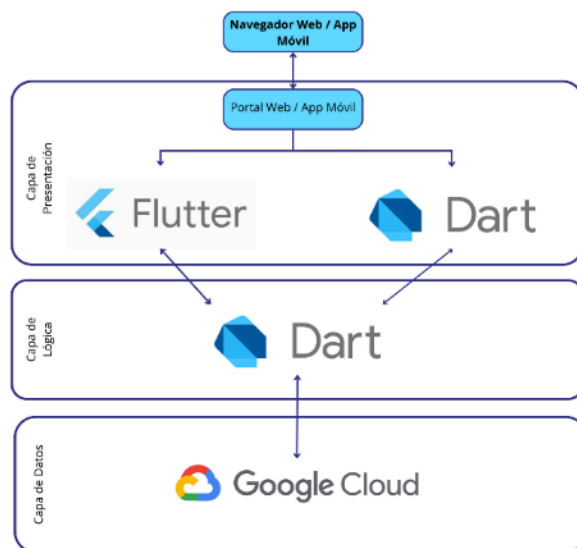 Navegador Web / App
Móvil
Portal Web / App Móvil
Capa de
Presentación
Flutter
Dart
Capa de
Lógica
Dart
Capa de Datos
Google Cloud